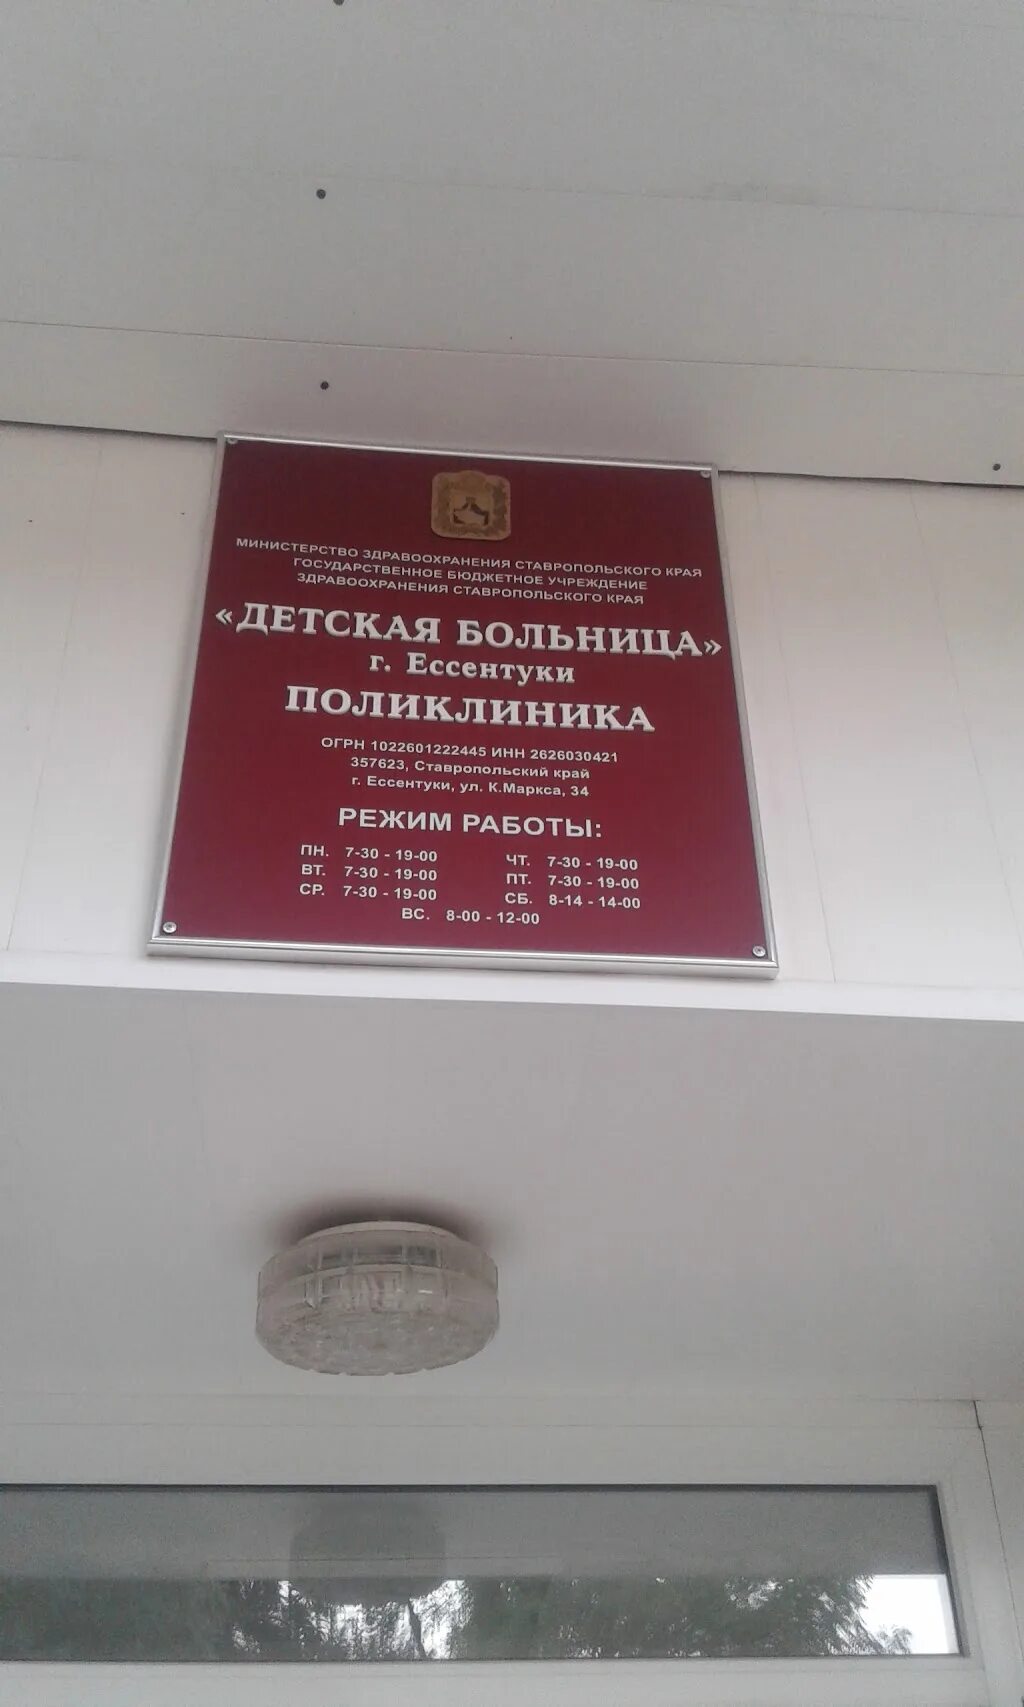 МИНИСТЕРСТВО ЗДРАВООХРАНЕНИЯ СТАВРОПОЛЬСКОГО КРАЯ
ГОСУДАРСТВЕННОЕ БЮДЖЕТНОЕ УЧРЕЖДЕНИЕ
ЗДРАВООХРАНЕНИЯ СТАВРОПОЛЬСКОГО КРАЯ
«ДЕТСКАЯ БОЛЬНИЦА»
г. Ессентуки
ПОЛИКЛИНИКА
ОГРН 1022601222445 ИНН 2626030421
357623, Ставропольский край
г. Ессентуки, ул. К.Маркса, 34
РЕЖИМ РАБОТЫ:
ПН. 7-30 - 19-00 ЧТ. 7-30 - 19-00
ВТ. 7-30 - 19-00 ПТ. 7-30 - 19-00
СР. 7-30 - 19-00 СБ. 8-14 - 14-00
ВС. 8-00 - 12-00